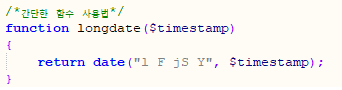 /*간단한 함수 사용법*/
function longdate($timestamp)
{
return date("l F jS Y", $timestamp);
}